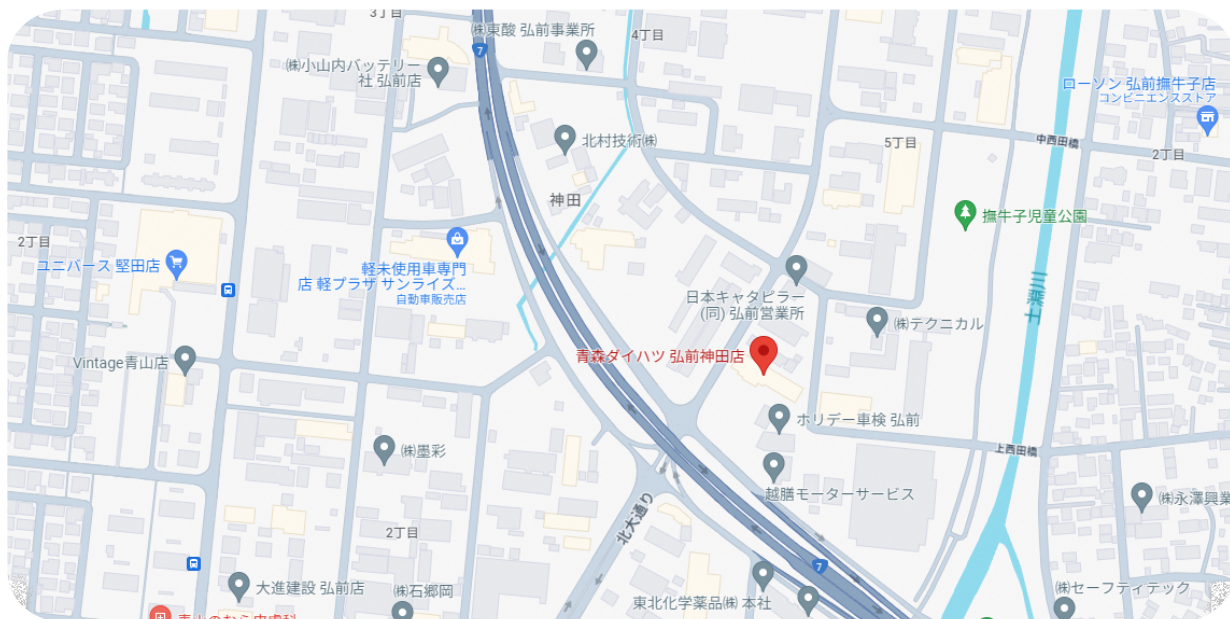 3丁目
㈱東酸 弘前事業所
4丁目
7
㈱小山内バッテリー
社 弘前店
ローソン 弘前撫牛子店
コンビニエンスストア
北村技術㈱
5丁目
中西田橋
2丁目
神田
撫牛子児童公園
2丁目
ユニバース 堅田店
軽未使用車専門
店 軽プラザ サンライズ...
自動車販売店
日本キャタピラー
(同) 弘前営業所
土淵川
㈱テクニカル
Vintage青山店
青森ダイハツ 弘前神田店
ホリデー車検 弘前
㈱墨彩
上西田橋
越膳モーターサービス
㈱永澤興業
北大通り
2丁目
7
大進建設 弘前店
㈱石郷岡
東北化学薬品㈱ 本社
㈱セーフティテック